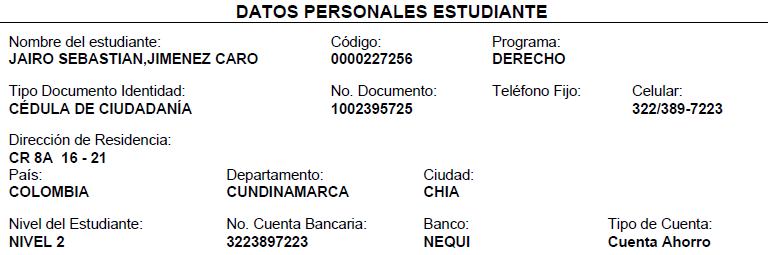 DATOS PERSONALES ESTUDIANTE
Nombre del estudiante: Código: Programa:
JAIRO SEBASTIAN,JIMENEZ CARO 0000227256 DERECHO
Tipo Documento Identidad: No. Documento: Teléfono Fijo: Celular:
CÉDULA DE CIUDADANÍA 1002395725 322/389-7223
Dirección de Residencia:
CR 8A 16 - 21
País: Departamento: Ciudad:
COLOMBIA CUNDINAMARCA CHIA
Nivel del Estudiante: No. Cuenta Bancaria: Banco: Tipo de Cuenta:
NIVEL 2 3223897223 NEQUI Cuenta Ahorro